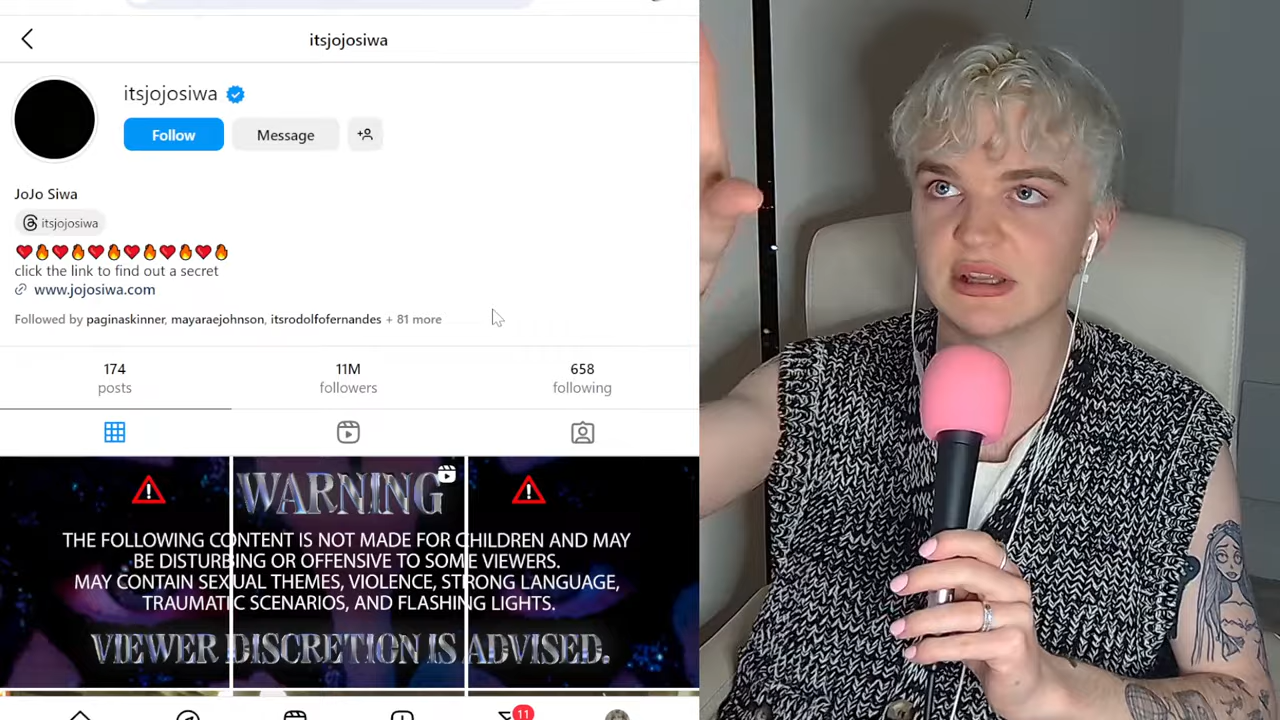 itsjojosiwa
itsjojosiwa
Follow
Message
JoJo Siwa
itsjojosiwa
click the link to find out a secret
www.jojosiwa.com
Followed by paginaskinner, mayaraejohnson, itsrodolfofernandes + 81 more
174
posts
11M
followers
658
following
WARNING
THE FOLLOWING CONTENT IS NOT MADE FOR CHILDREN AND MAY
BE DISTURBING OR OFFENSIVE TO SOME VIEWERS.
MAY CONTAIN SEXUAL THEMES, VIOLENCE, STRONG LANGUAGE,
TRAUMATIC SCENARIOS, AND FLASHING LIGHTS.
VIEWER DISCRETION IS ADVISED.
11